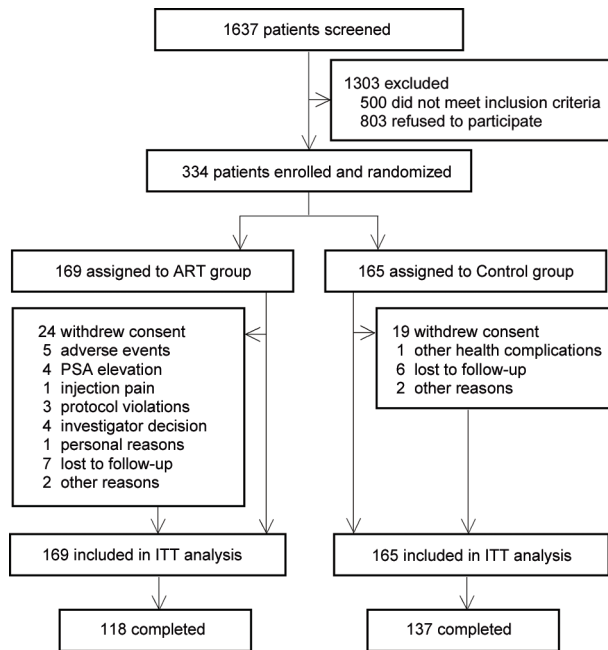 1637 patients screened
1303 excluded
500 did not meet inclusion criteria
803 refused to participate
334 patients enrolled and randomized
169 assigned to ART group
165 assigned to Control group
24 withdrew consent
5 adverse events
4 PSA elevation
1 injection pain
3 protocol violations
4 investigator decision
1 personal reasons
7 lost to follow-up
2 other reasons
19 withdrew consent
1 other health complications
6 lost to follow-up
2 other reasons
169 included in ITT analysis
165 included in ITT analysis
118 completed
137 completed